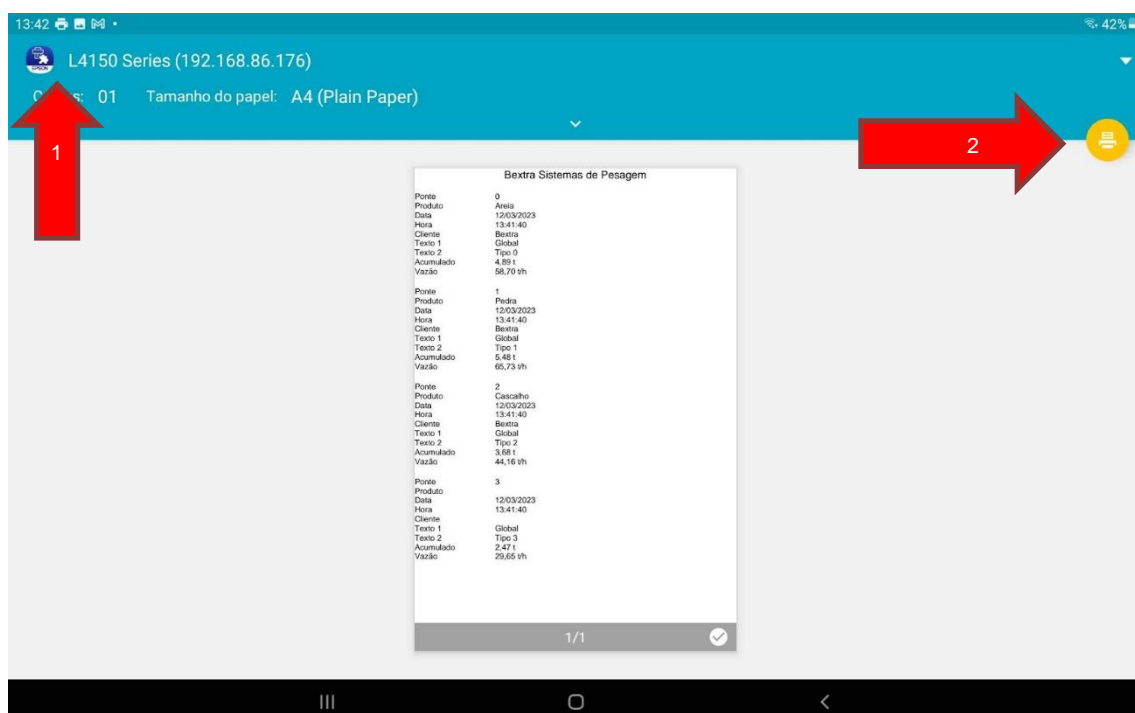 13:42
42%
L4150 Series (192.168.86.176)
01 Tamanho do papel: A4 (Plain Paper)
1
2
Bextra Sistemas de Pesagem
Ponte 0
Produto Areia
Data 12/03/2023
Hora 13:41:40
Cliente Bextra
Texto 1 Global
Texto 2 Tipo 0
Acumulado 4,89 t
Vazão 58,70 t/h
Ponte 1
Produto Pedra
Data 12/03/2023
Hora 13:41:40
Cliente Bextra
Texto 1 Global
Texto 2 Tipo 1
Acumulado 5,48 t
Vazão 65,73 t/h
Ponte 2
Produto Cascalho
Data 12/03/2023
Hora 13:41:40
Cliente Bextra
Texto 1 Global
Texto 2 Tipo 2
Acumulado 3,68 t
Vazão 44,16 t/h
Ponte 3
Produto
Data 12/03/2023
Hora 13:41:40
Cliente
Texto 1 Global
Texto 2 Tipo 3
Acumulado 2,47 t
Vazão 29,65 t/h
1/1